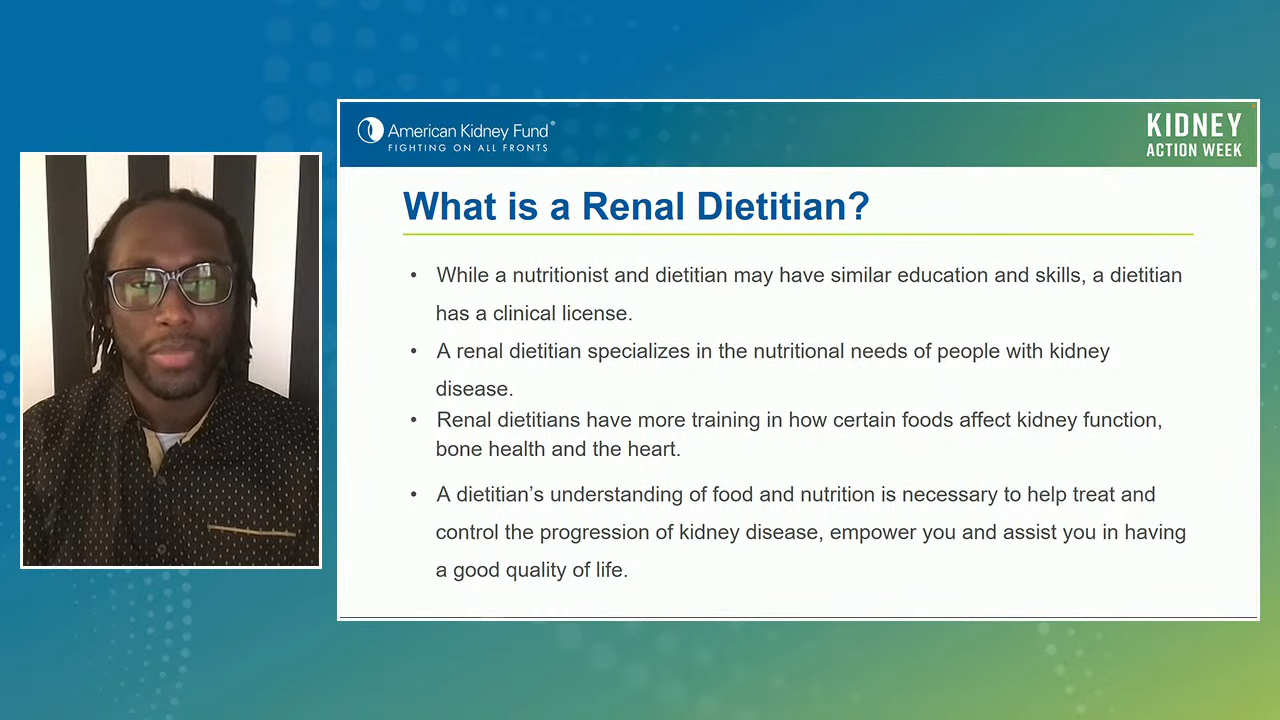 American Kidney Fund®
FIGHTING ON ALL FRONTS
KIDNEY
ACTION WEEK
What is a Renal Dietitian?
• While a nutritionist and dietitian may have similar education and skills, a dietitian
has a clinical license.
• A renal dietitian specializes in the nutritional needs of people with kidney
disease.
• Renal dietitians have more training in how certain foods affect kidney function,
bone health and the heart.
• A dietitian’s understanding of food and nutrition is necessary to help treat and
control the progression of kidney disease, empower you and assist you in having
a good quality of life.